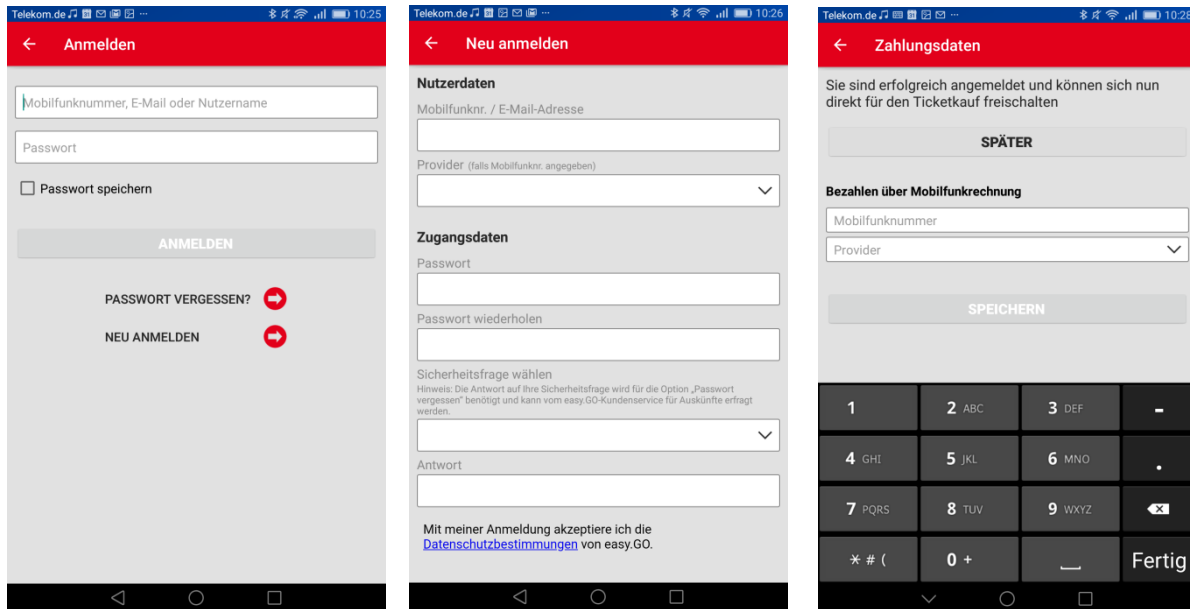 Telekom.de 10:25
Anmelden
Mobilfunknummer, E-Mail oder Nutzername
Passwort
Passwort speichern
ANMELDEN
PASSWORT VERGESSEN?
NEU ANMELDEN
Telekom.de 10:26
Neu anmelden
Nutzerdaten
Mobilfunknr. / E-Mail-Adresse
Provider (falls Mobilfunknr. angegeben)
Zugangsdaten
Passwort
Passwort wiederholen
Sicherheitsfrage wählen
Hinweis: Die Antwort auf Ihre Sicherheitsfrage wird für die Option „Passwort
vergessen" benötigt und kann vom easy.GO-Kundenservice für Auskünfte erfragt
werden.
Antwort
Mit meiner Anmeldung akzeptiere ich die
Datenschutzbestimmungen von easy.GO.
Telekom.de 10:28
Zahlungsdaten
Sie sind erfolgreich angemeldet und können sich nun
direkt für den Ticketkauf freischalten
SPÄTER
Bezahlen über Mobilfunkrechnung
Mobilfunknummer
Provider
SPEICHERN
1 2 ABC 3 DEF -
4 GHI 5 JKL 6 MNO .
7 PQRS 8 TUV 9 WXYZ
* # ( 0 + Fertig